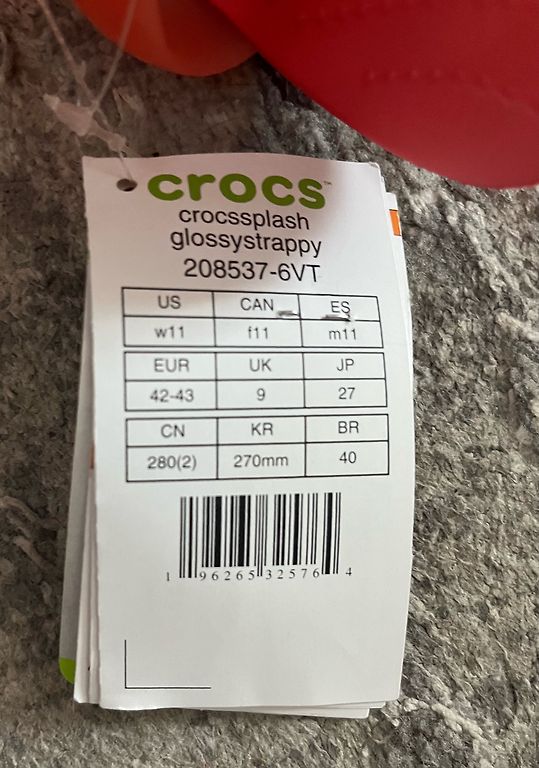 crocs™
crocssplash
glossystrappy
208537-6VT
US CAN ES
w11 f11 m11
EUR UK JP
42-43 9 27
CN KR BR
280(2) 270mm 40
1 96265 32576 4